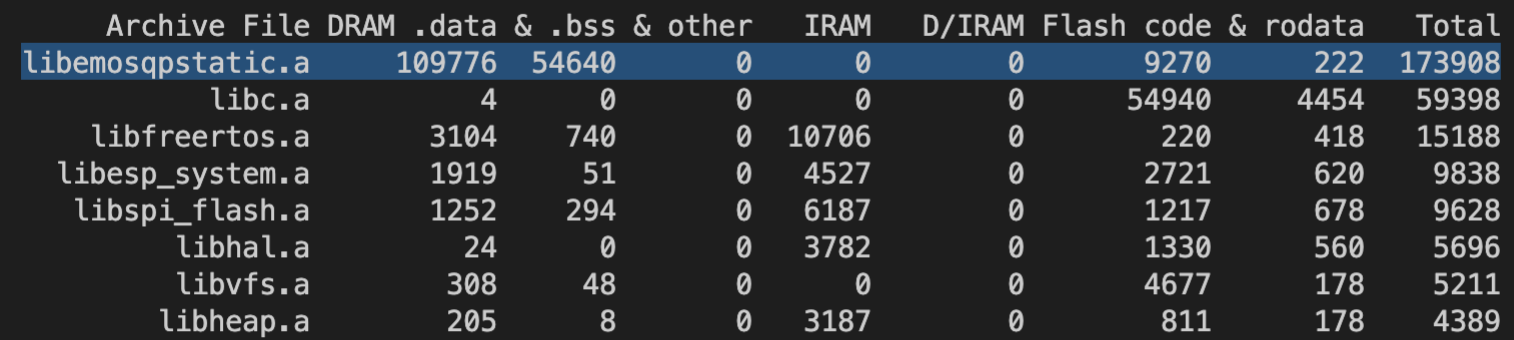 Archive File DRAM .data & .bss & other IRAM D/IRAM Flash code & rodata Total
libemosqpstatic.a 109776 54640 0 0 0 9270 222 173908
libc.a 4 0 0 0 0 54940 4454 59398
libfreertos.a 3104 740 0 10706 0 220 418 15188
libesp_system.a 1919 51 0 4527 0 2721 620 9838
libspi_flash.a 1252 294 0 6187 0 1217 678 9628
libhal.a 24 0 0 3782 0 1330 560 5696
libvfs.a 308 48 0 0 0 4677 178 5211
libheap.a 205 8 0 3187 0 811 178 4389